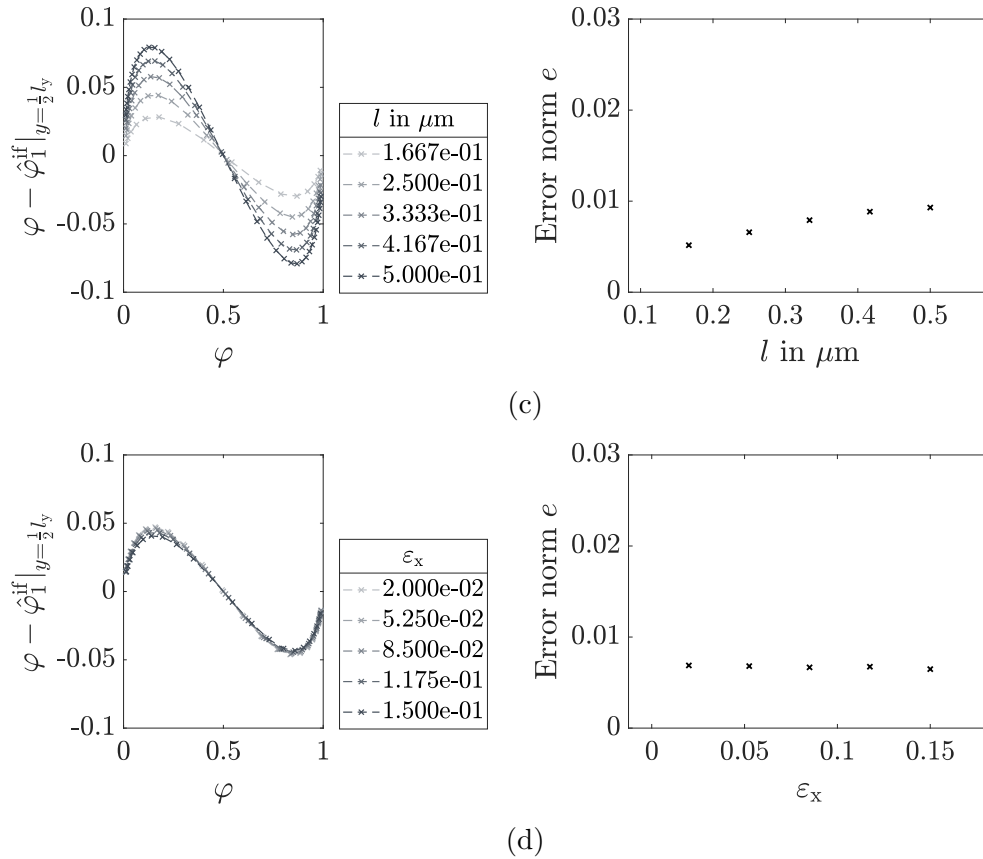 0.1
0.05
0
-0.05
-0.1
φ − φ̂₁^if|_{y=½l_y}
0 0.5 1
φ
l in μm
1.667e-01
2.500e-01
3.333e-01
4.167e-01
5.000e-01
0.03
0.02
0.01
0
Error norm e
0.1 0.2 0.3 0.4 0.5
l in μm
(c)
0.1
0.05
0
-0.05
-0.1
φ − φ̂₁^if|_{y=½l_y}
0 0.5 1
φ
ε_x
2.000e-02
5.250e-02
8.500e-02
1.175e-01
1.500e-01
0.03
0.02
0.01
0
Error norm e
0 0.05 0.1 0.15
ε_x
(d)